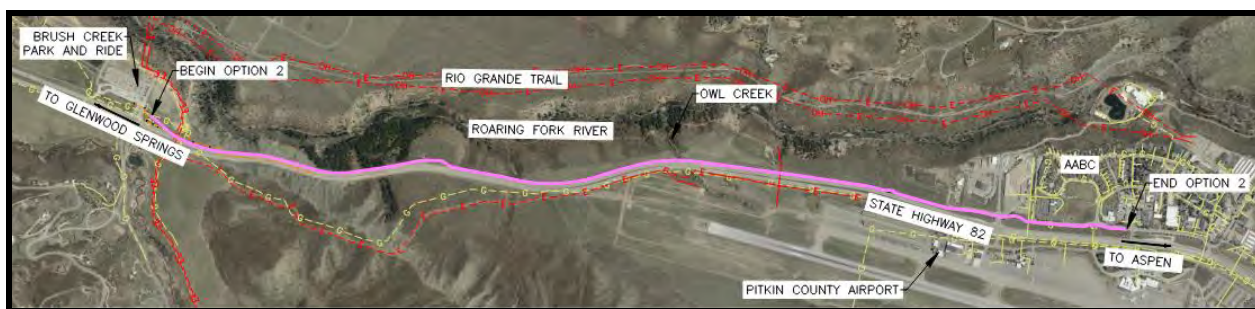 BRUSH CREEK
PARK AND RIDE
BEGIN OPTION 2
TO GLENWOOD SPRINGS
RIO GRANDE TRAIL
OWL CREEK
ROARING FORK RIVER
AABC
END OPTION 2
STATE HIGHWAY 82
TO ASPEN
PITKIN COUNTY AIRPORT